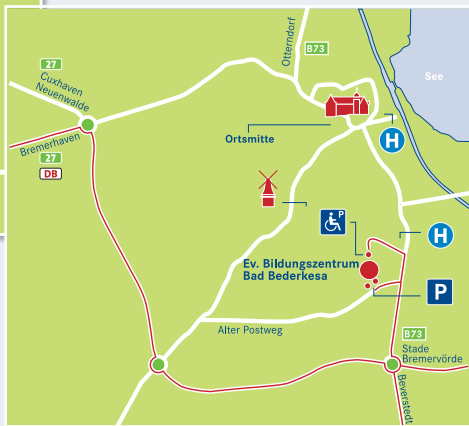 27
Cuxhaven
Neuenwalde
Otterndorf
B73
See
Bremerhaven
27
DB
Ortsmitte
H
P
H
Ev. Bildungszentrum
Bad Bederkesa
P
Alter Postweg
B73
Stade
Bremervörde
Beverstedt